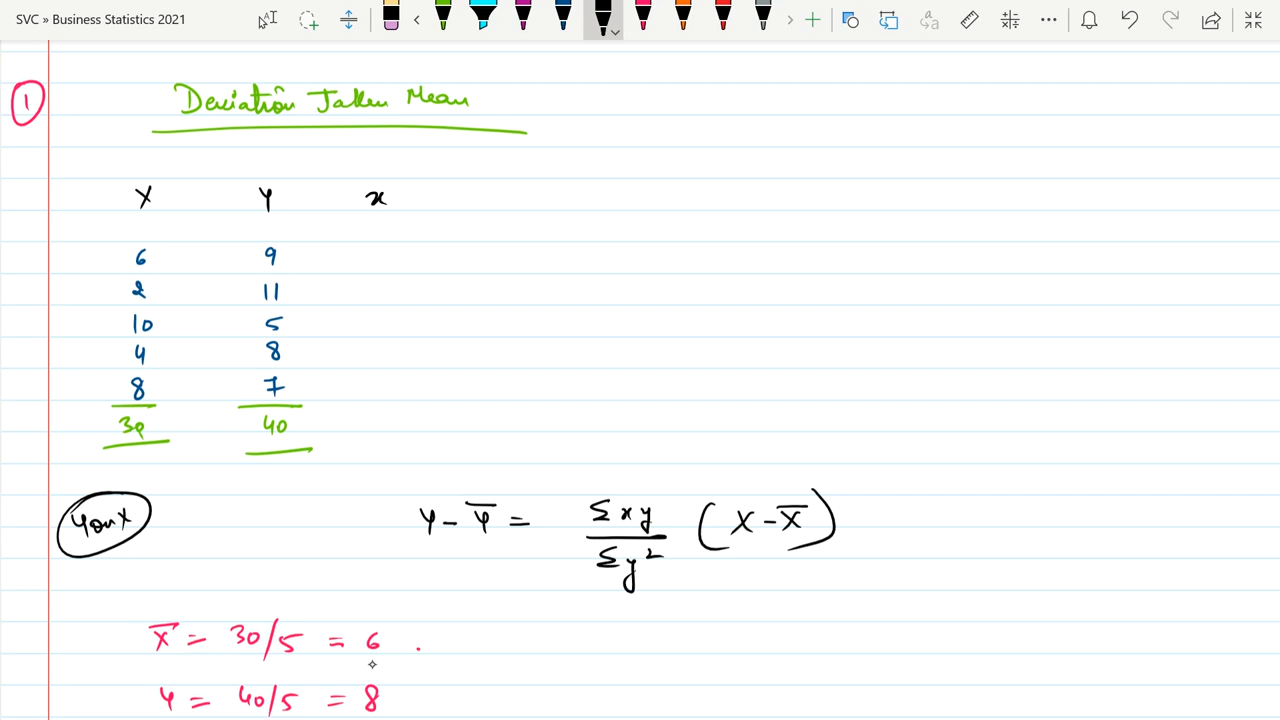 SVC » Business Statistics 2021
1 Deviation Taken Mean
X Y x
6 9
2 11
10 5
4 8
8 7
30 40
Y on X Y - Y̅ = Σxy / Σy² (X - X̅)
X̅ = 30/5 = 6 .
Y = 40/5 = 8